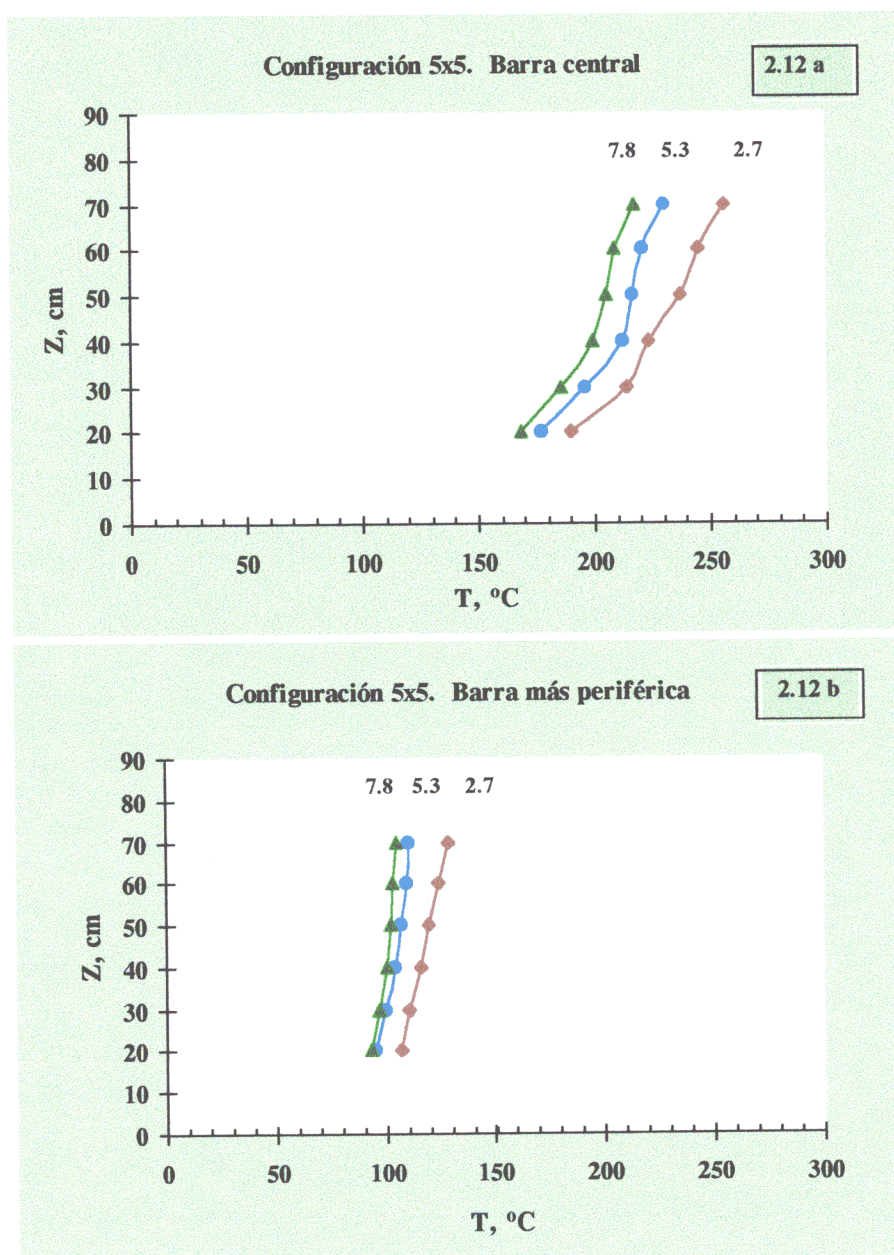 Configuración 5x5. Barra central
2.12 a
90
80
70
60
50
40
30
20
10
0
Z, cm
7.8 5.3 2.7
0 50 100 150 200 250 300
T, ºC
Configuración 5x5. Barra más periférica
2.12 b
90
80
70
60
50
40
30
20
10
0
Z, cm
7.8 5.3 2.7
0 50 100 150 200 250 300
T, ºC